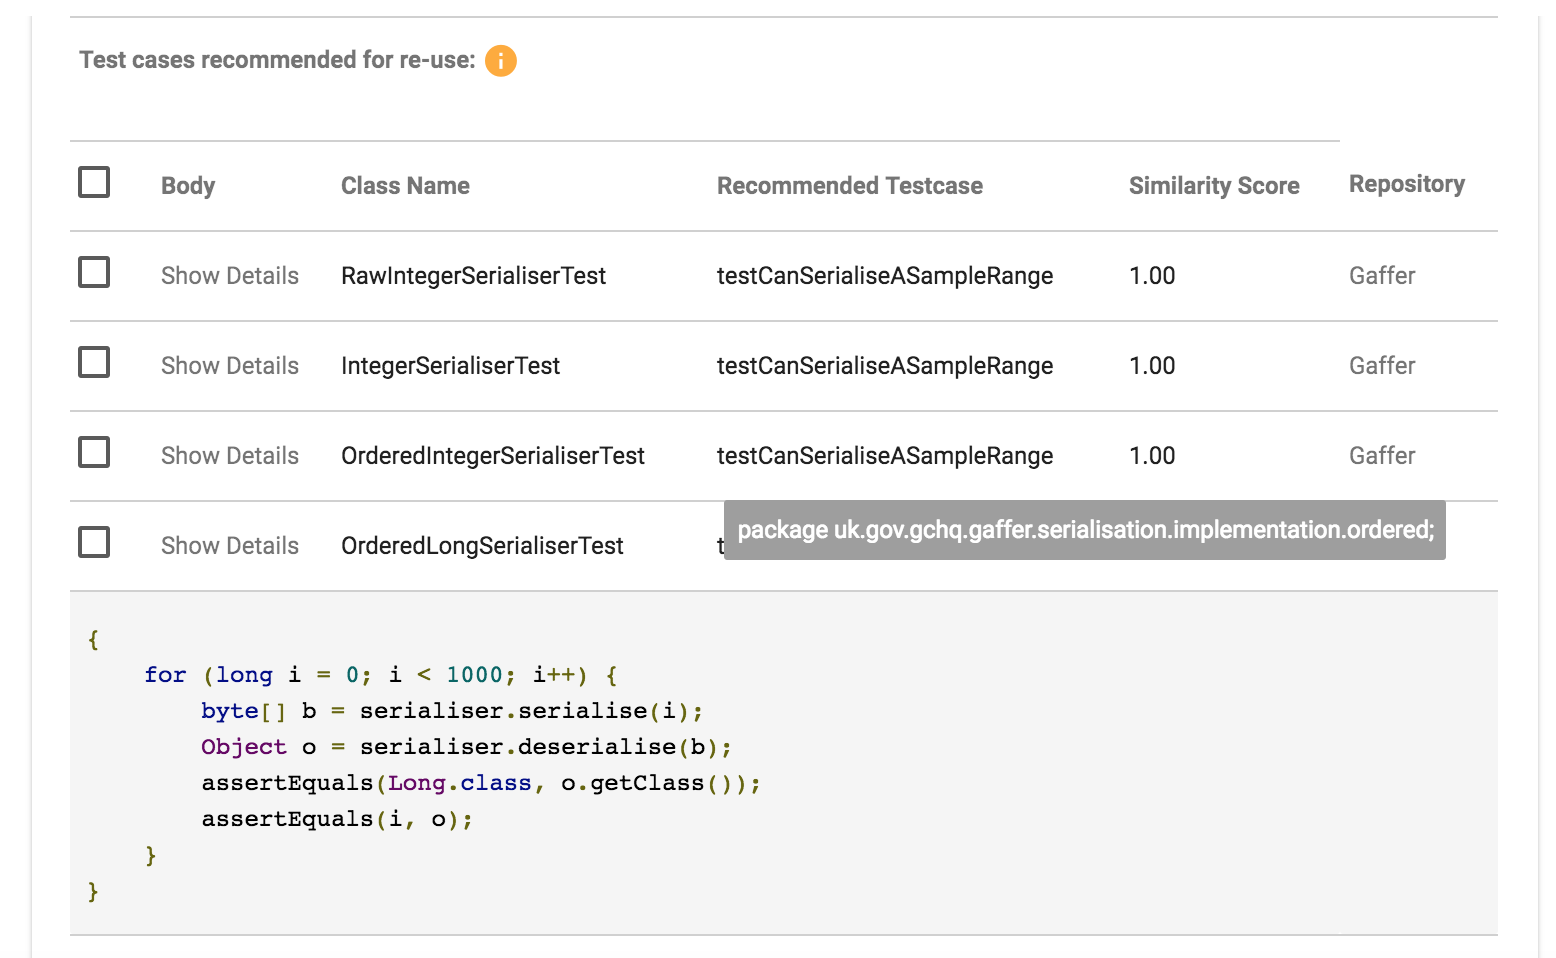 Test cases recommended for re-use: i
Body Class Name Recommended Testcase Similarity Score Repository
Show Details RawIntegerSerialiserTest testCanSerialiseASampleRange 1.00 Gaffer
Show Details IntegerSerialiserTest testCanSerialiseASampleRange 1.00 Gaffer
Show Details OrderedIntegerSerialiserTest testCanSerialiseASampleRange 1.00 Gaffer
package uk.gov.gchq.gaffer.serialisation.implementation.ordered;
Show Details OrderedLongSerialiserTest
{
    for (long i = 0; i < 1000; i++) {
        byte[] b = serialiser.serialise(i);
        Object o = serialiser.deserialise(b);
        assertEquals(Long.class, o.getClass());
        assertEquals(i, o);
    }
}